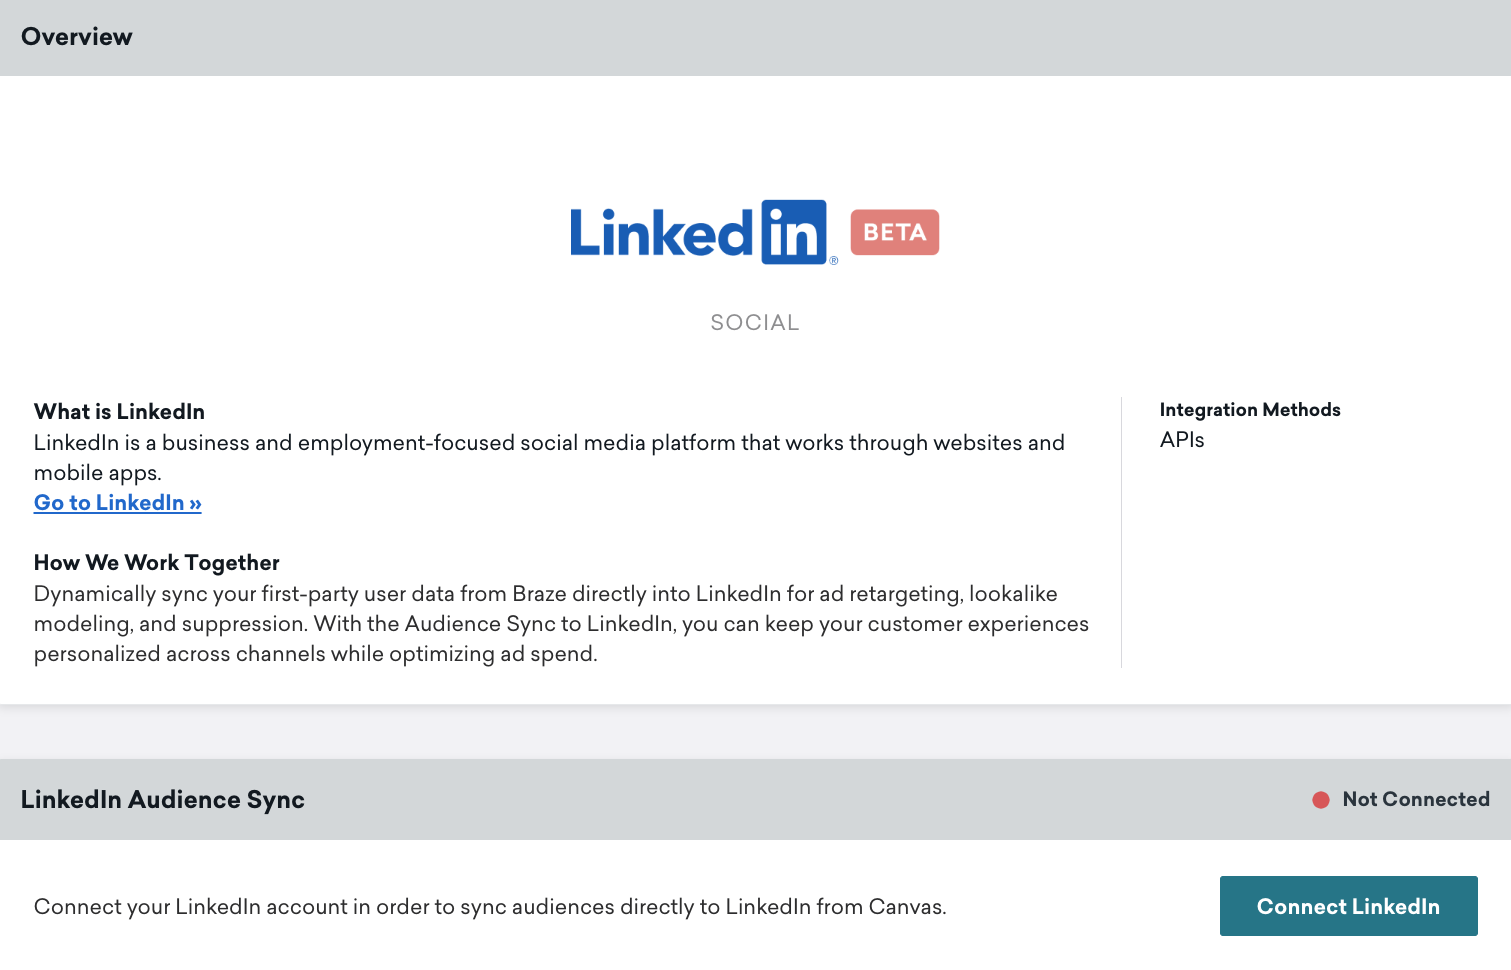 Overview
Linkedin® BETA
SOCIAL
What is LinkedIn
LinkedIn is a business and employment-focused social media platform that works through websites and
mobile apps.
Go to LinkedIn »
How We Work Together
Dynamically sync your first-party user data from Braze directly into LinkedIn for ad retargeting, lookalike
modeling, and suppression. With the Audience Sync to LinkedIn, you can keep your customer experiences
personalized across channels while optimizing ad spend.
Integration Methods
APIs
LinkedIn Audience Sync
Not Connected
Connect your LinkedIn account in order to sync audiences directly to LinkedIn from Canvas.
Connect LinkedIn